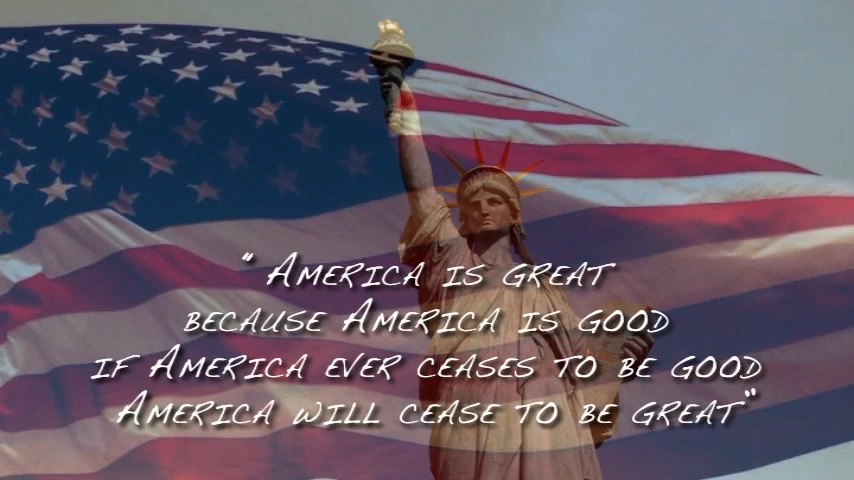 "America is great
because America is good
if America ever ceases to be good
America will cease to be great"